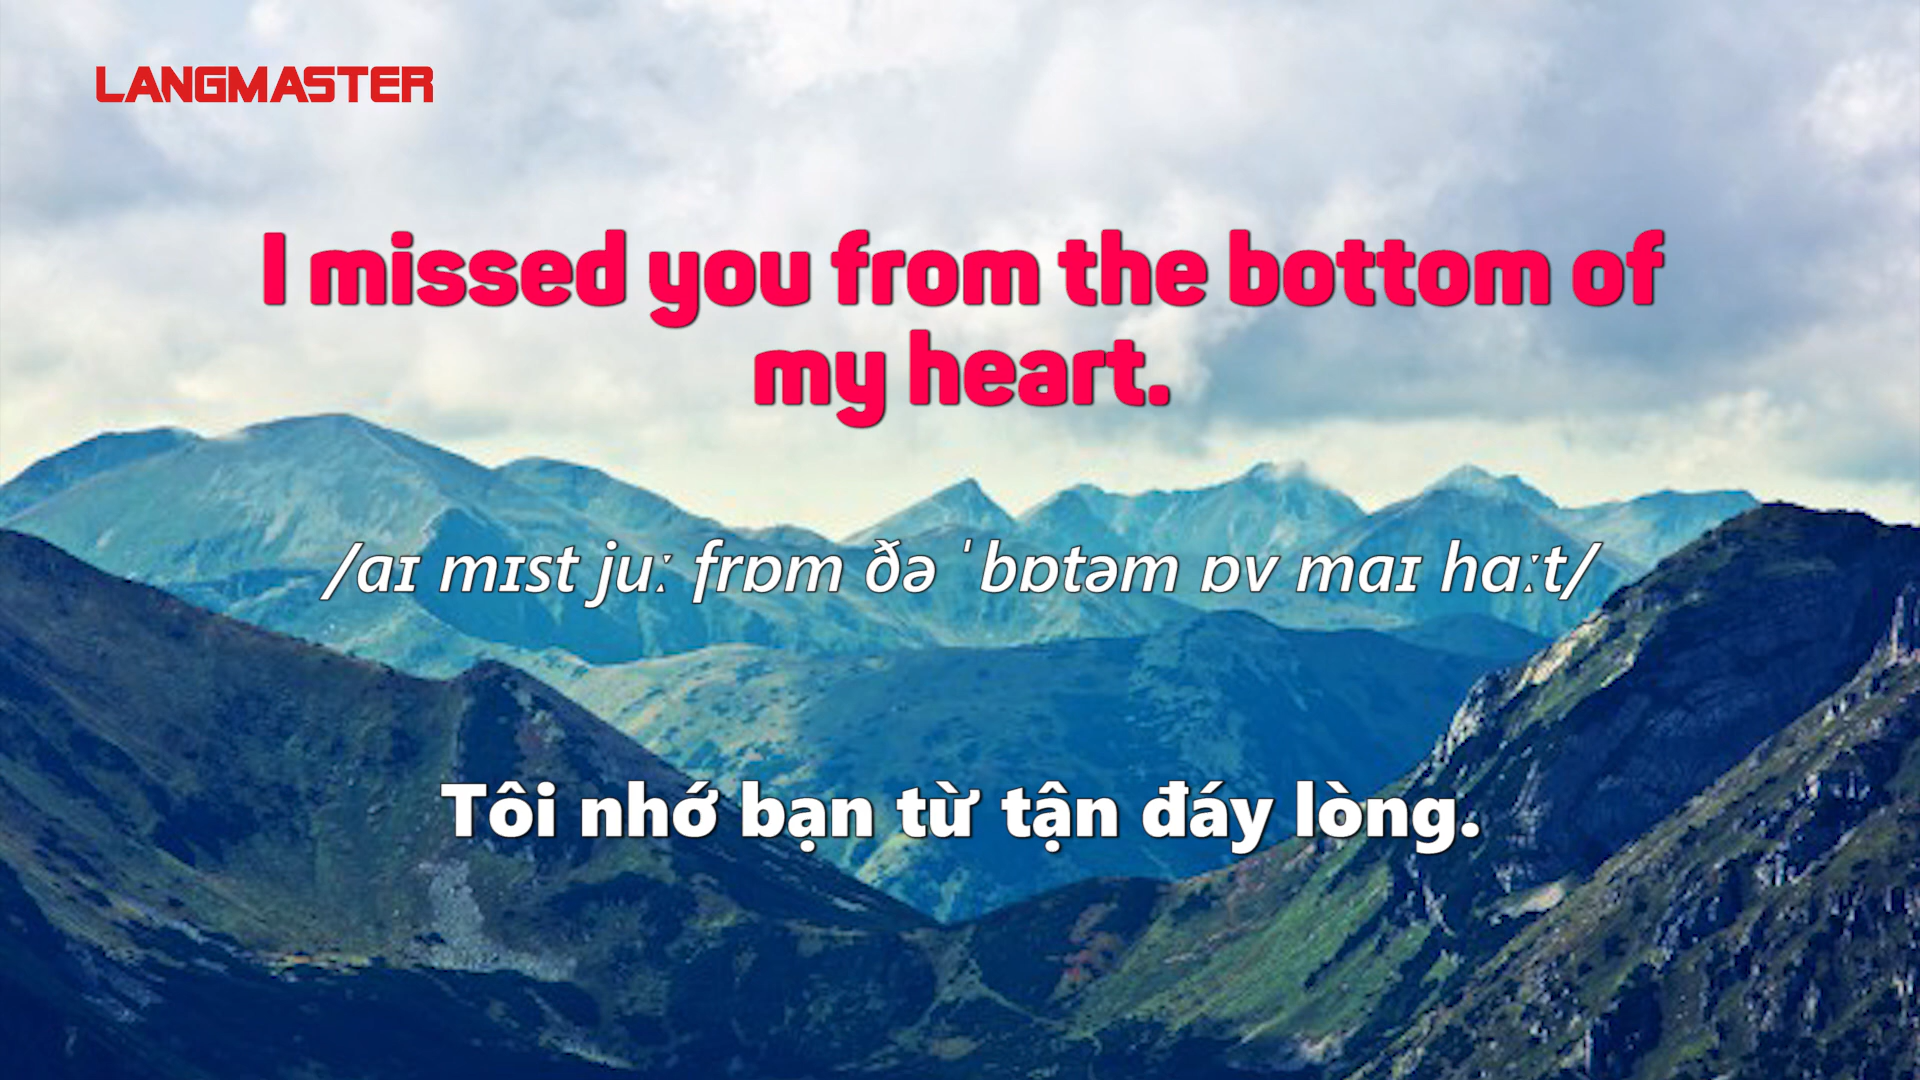 LANGMASTER
I missed you from the bottom of
my heart.
/aɪ mɪst juː frɒm ðə ˈbɒtəm ɒv maɪ hɑːt/
Tôi nhớ bạn từ tận đáy lòng.